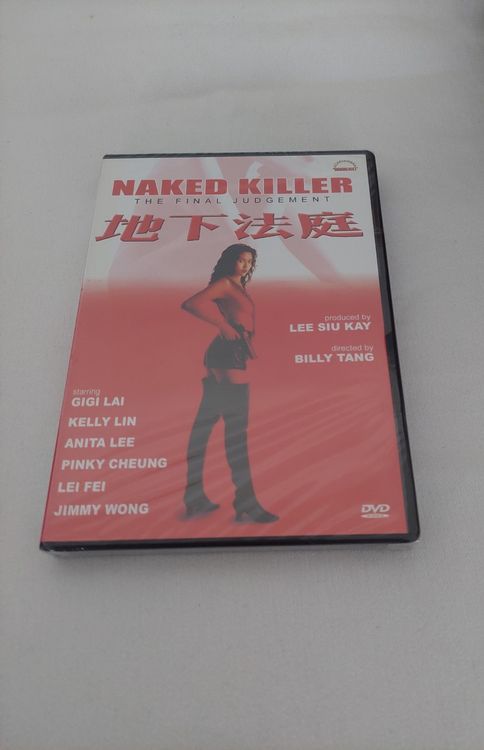 NAKED KILLER
THE FINAL JUDGEMENT
地下法庭
produced by
LEE SIU KAY
directed by
BILLY TANG
starring
GIGI LAI
KELLY LIN
ANITA LEE
PINKY CHEUNG
LEI FEI
JIMMY WONG
DVD
VIDEO